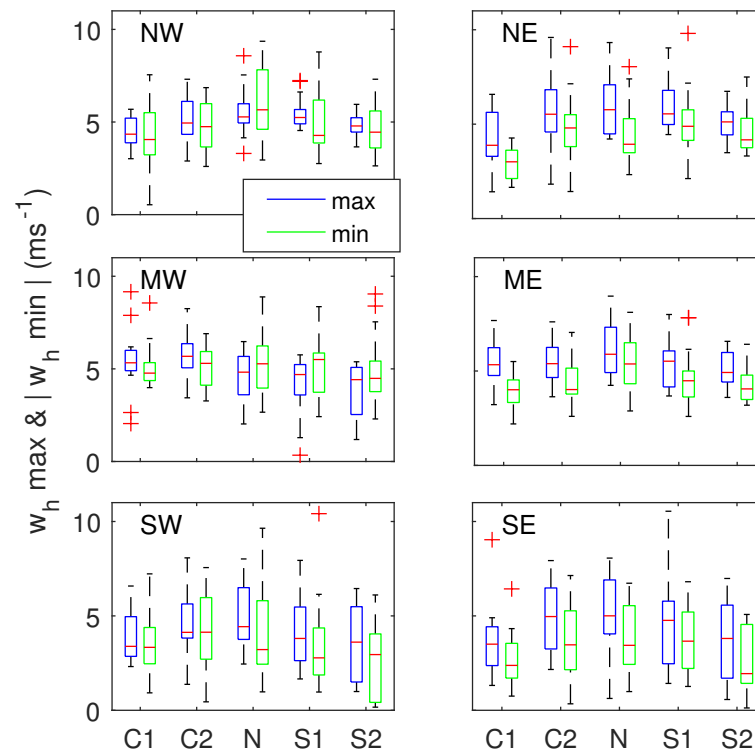 NW
NE
10
5
0
max
min
MW
ME
10
5
0
w_h max & | w_h min | (ms^-1)
SW
SE
10
5
0
C1 C2 N S1 S2
C1 C2 N S1 S2